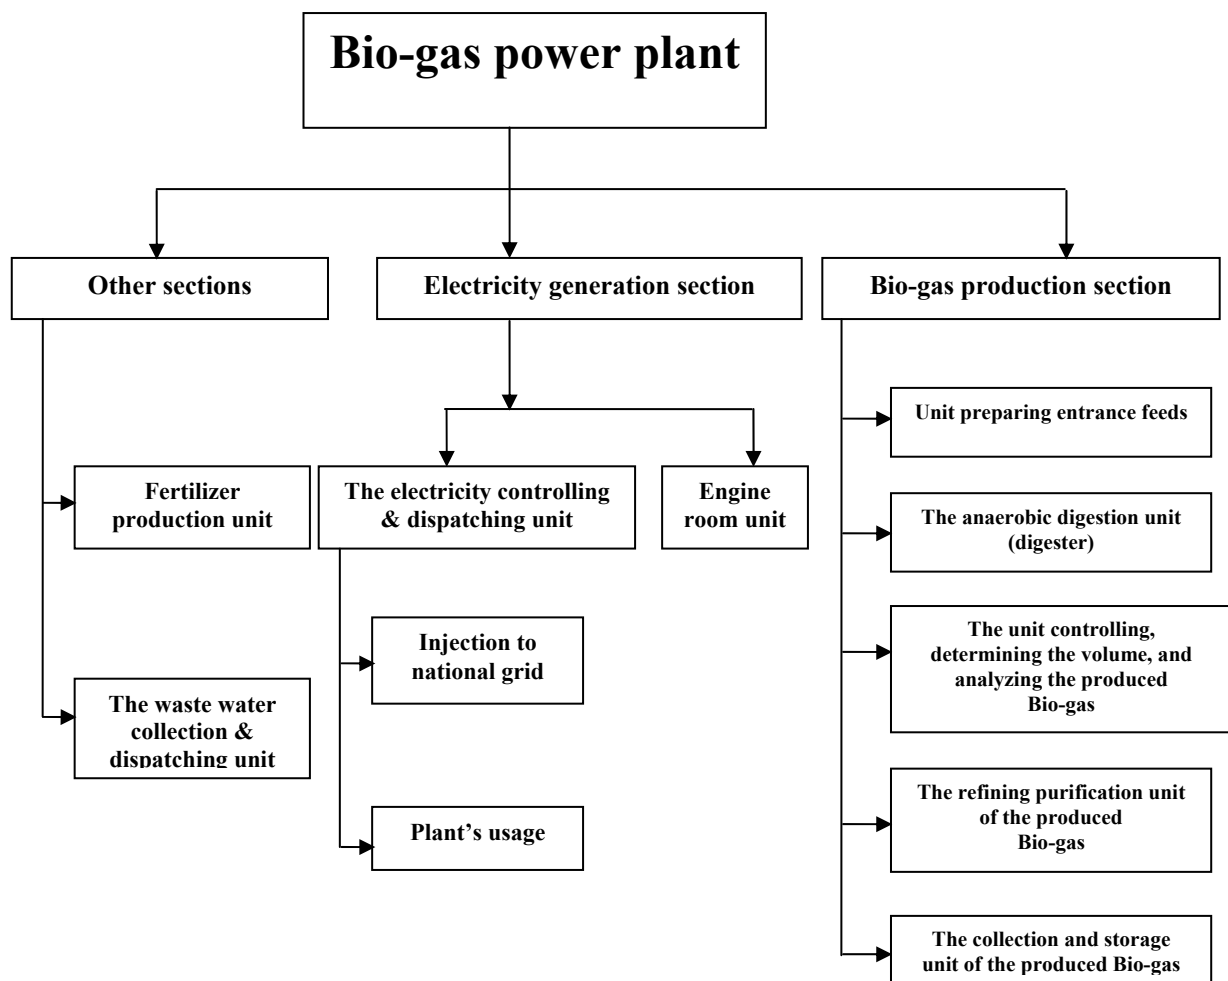 Bio-gas power plant
Other sections
Electricity generation section
Bio-gas production section
Unit preparing entrance feeds
Fertilizer
production unit
The electricity controlling
& dispatching unit
Engine
room unit
The anaerobic digestion unit
(digester)
Injection to
national grid
The unit controlling,
determining the volume, and
analyzing the produced
Bio-gas
The waste water
collection &
dispatching unit
Plant’s usage
The refining purification unit
of the produced
Bio-gas
The collection and storage
unit of the produced Bio-gas